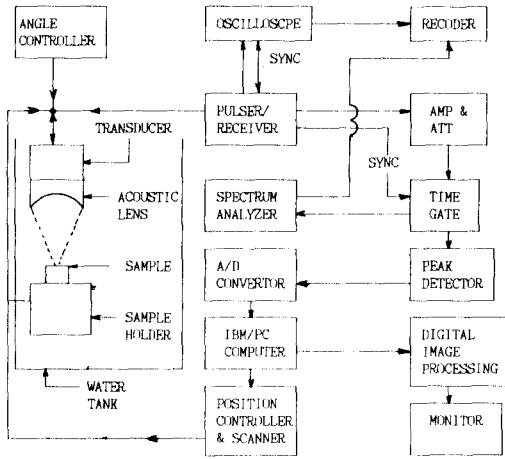 ANGLE
CONTROLLER
OSCILLOSCPE
RECODER
SYNC
PULSER/
RECEIVER
AMP &
ATT
TRANSDUCER
SYNC
ACOUSTIC
LENS
SPECTRUM
ANALYZER
TIME
GATE
SAMPLE
A/D
CONVERTOR
PEAK
DETECTOR
SAMPLE
HOLDER
IBM/PC
COMPUTER
DIGITAL
IMAGE
PROCESSING
WATER
TANK
POSITION
CONTROLLER
& SCANNER
MONITOR